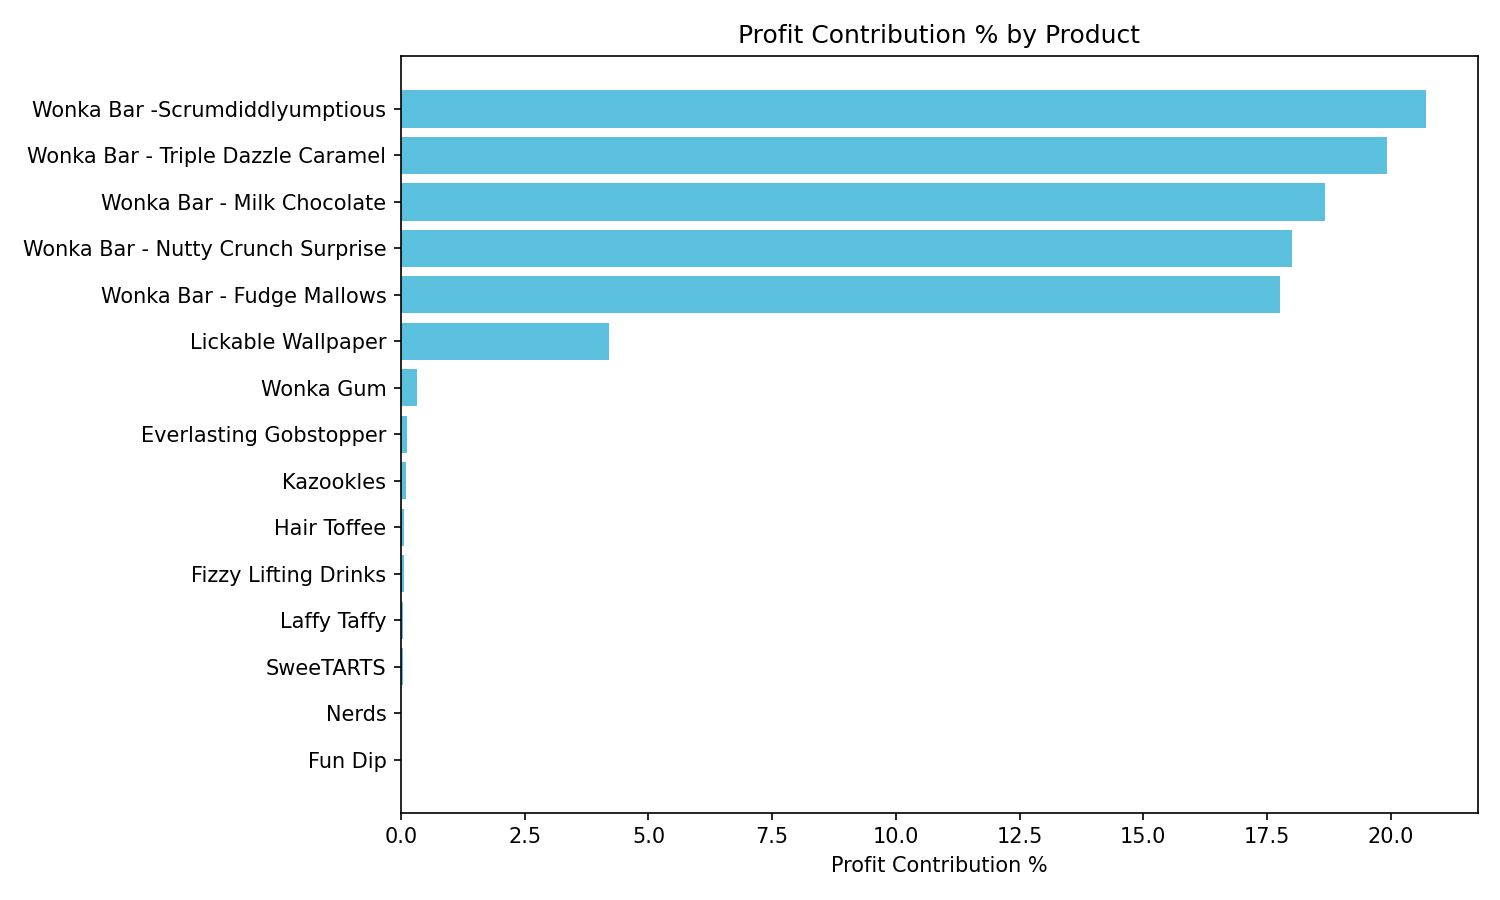 Profit Contribution % by Product
Wonka Bar -Scrumdiddlyumptious
Wonka Bar - Triple Dazzle Caramel
Wonka Bar - Milk Chocolate
Wonka Bar - Nutty Crunch Surprise
Wonka Bar - Fudge Mallows
Lickable Wallpaper
Wonka Gum
Everlasting Gobstopper
Kazookles
Hair Toffee
Fizzy Lifting Drinks
Laffy Taffy
SweeTARTS
Nerds
Fun Dip
0.0 2.5 5.0 7.5 10.0 12.5 15.0 17.5 20.0
Profit Contribution %